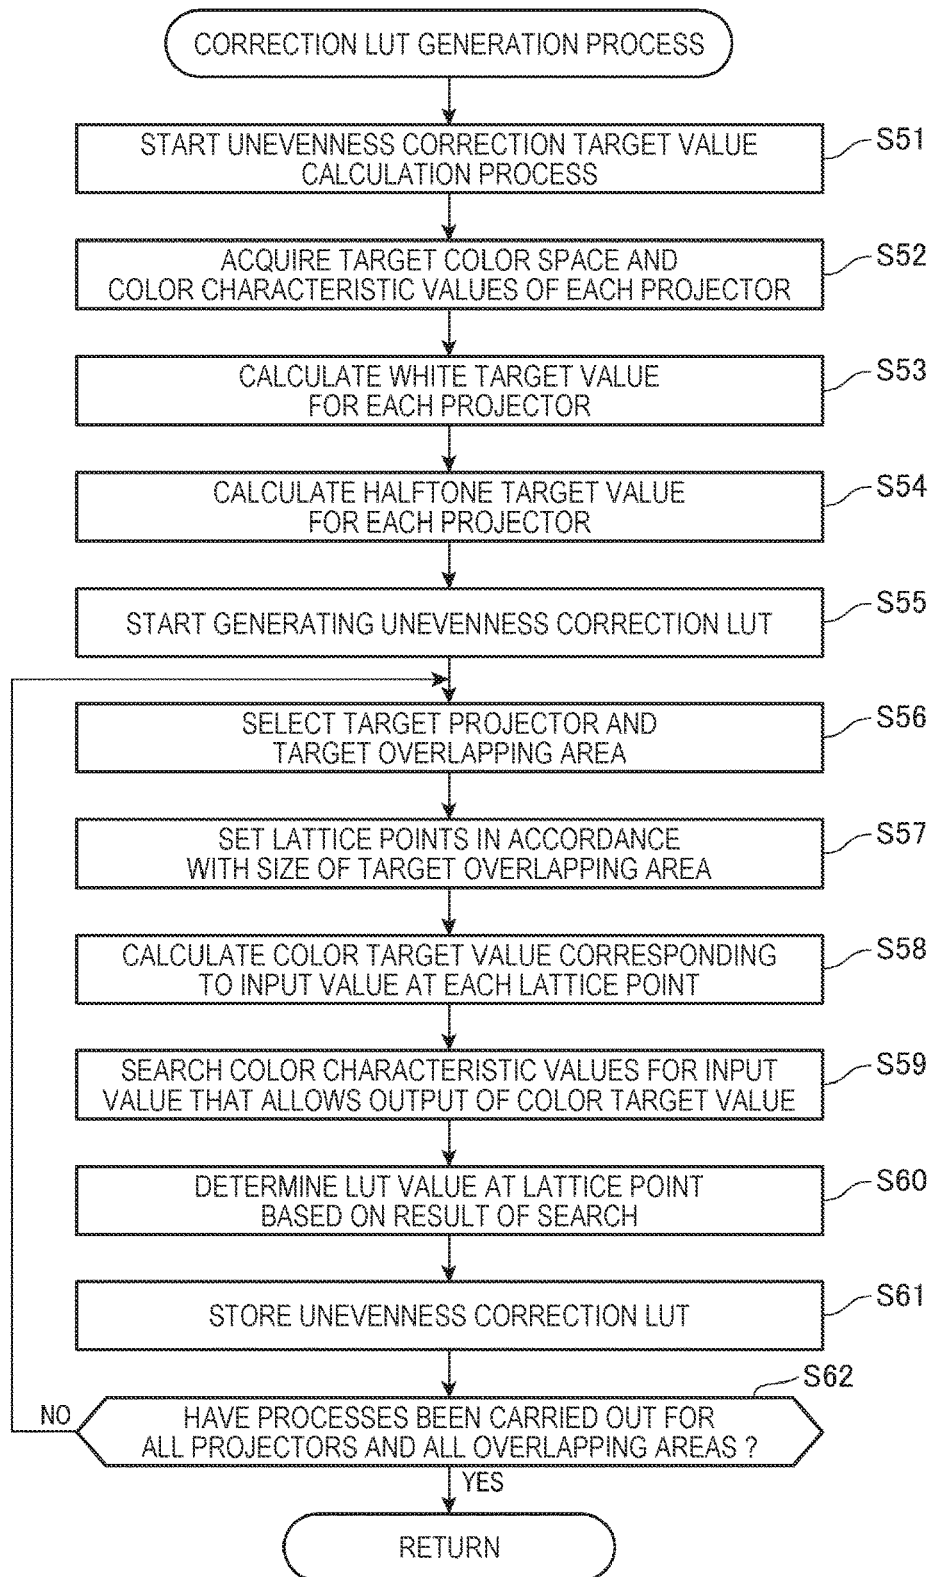 CORRECTION LUT GENERATION PROCESS
START UNEVENNESS CORRECTION TARGET VALUE
CALCULATION PROCESS
S51
ACQUIRE TARGET COLOR SPACE AND
COLOR CHARACTERISTIC VALUES OF EACH PROJECTOR
S52
CALCULATE WHITE TARGET VALUE
FOR EACH PROJECTOR
S53
CALCULATE HALFTONE TARGET VALUE
FOR EACH PROJECTOR
S54
START GENERATING UNEVENNESS CORRECTION LUT
S55
SELECT TARGET PROJECTOR AND
TARGET OVERLAPPING AREA
S56
SET LATTICE POINTS IN ACCORDANCE
WITH SIZE OF TARGET OVERLAPPING AREA
S57
CALCULATE COLOR TARGET VALUE CORRESPONDING
TO INPUT VALUE AT EACH LATTICE POINT
S58
SEARCH COLOR CHARACTERISTIC VALUES FOR INPUT
VALUE THAT ALLOWS OUTPUT OF COLOR TARGET VALUE
S59
DETERMINE LUT VALUE AT LATTICE POINT
BASED ON RESULT OF SEARCH
S60
STORE UNEVENNESS CORRECTION LUT
S61
S62
NO
HAVE PROCESSES BEEN CARRIED OUT FOR
ALL PROJECTORS AND ALL OVERLAPPING AREAS ?
YES
RETURN